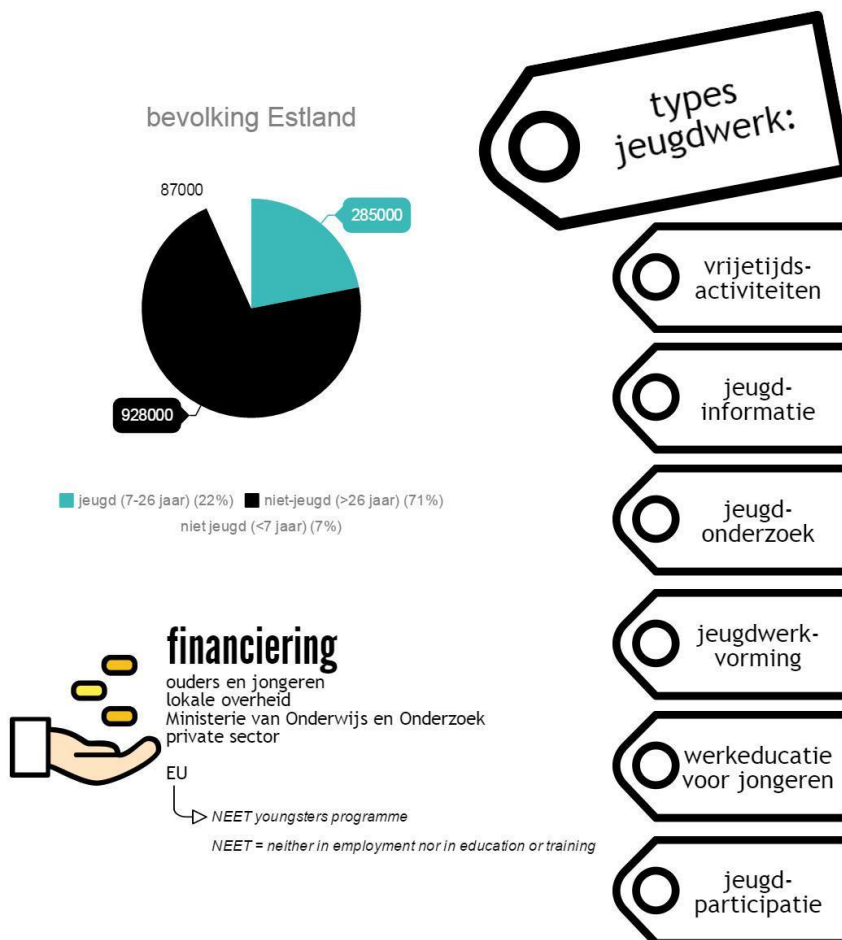 bevolking Estland
87000
285000
928000
jeugd (7-26 jaar) (22%) niet-jeugd (>26 jaar) (71%)
niet jeugd (<7 jaar) (7%)
financiering
ouders en jongeren
lokale overheid
Ministerie van Onderwijs en Onderzoek
private sector
EU
NEET youngsters programme
NEET = neither in employment nor in education or training
types
jeugdwerk:
vrijetijds-
activiteiten
jeugd-
informatie
jeugd-
onderzoek
jeugdwerk-
vorming
werkeducatie
voor jongeren
jeugd-
participatie